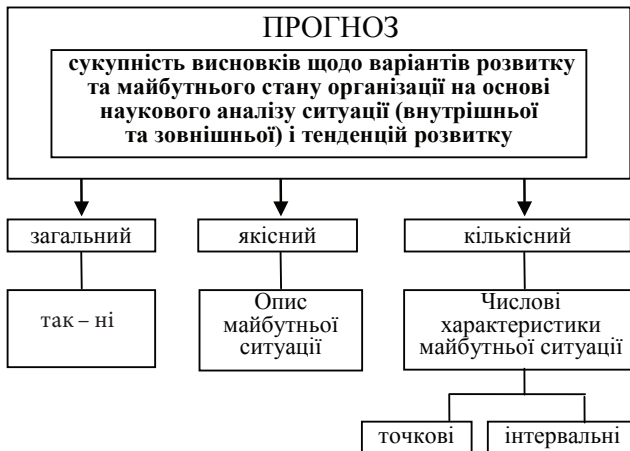 ПРОГНОЗ
сукупність висновків щодо варіантів розвитку
та майбутнього стану організації на основі
наукового аналізу ситуації (внутрішньої
та зовнішньої) і тенденцій розвитку
загальний
якісний
кількісний
так – ні
Опис
майбутньої
ситуації
Числові
характеристики
майбутньої ситуації
точкові
інтервальні